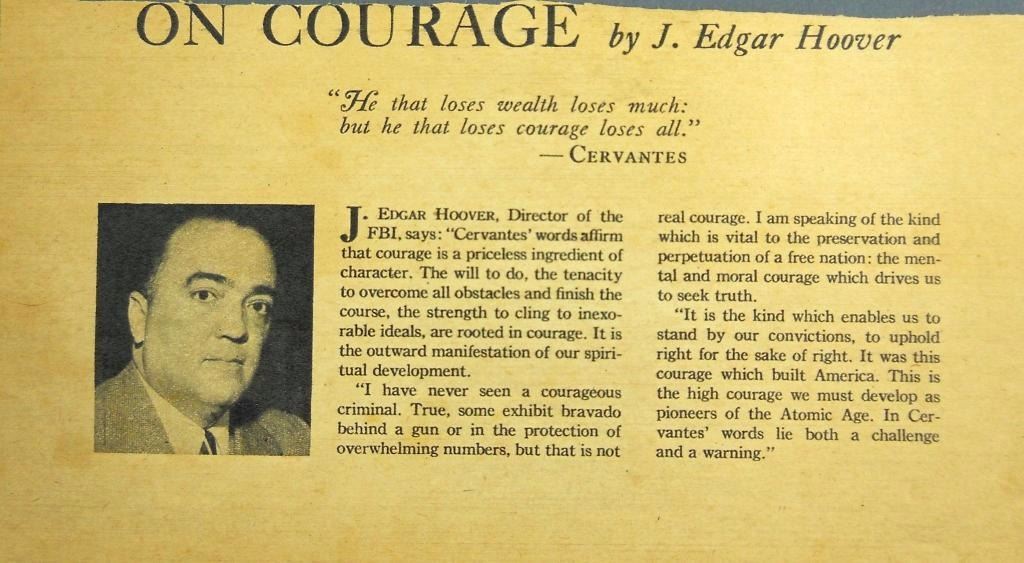 ON COURAGE by J. Edgar Hoover
“He that loses wealth loses much:
but he that loses courage loses all.”
— CERVANTES
J. EDGAR HOOVER, Director of the
FBI, says: “Cervantes’ words affirm
that courage is a priceless ingredient of
character. The will to do, the tenacity
to overcome all obstacles and finish the
course, the strength to cling to inexo-
rable ideals, are rooted in courage. It is
the outward manifestation of our spiri-
tual development.
“I have never seen a courageous
criminal. True, some exhibit bravado
behind a gun or in the protection of
overwhelming numbers, but that is not
real courage. I am speaking of the kind
which is vital to the preservation and
perpetuation of a free nation: the men-
tal and moral courage which drives us
to seek truth.
“It is the kind which enables us to
stand by our convictions, to uphold
right for the sake of right. It was this
courage which built America. This is
the high courage we must develop as
pioneers of the Atomic Age. In Cer-
vantes’ words lie both a challenge
and a warning.”